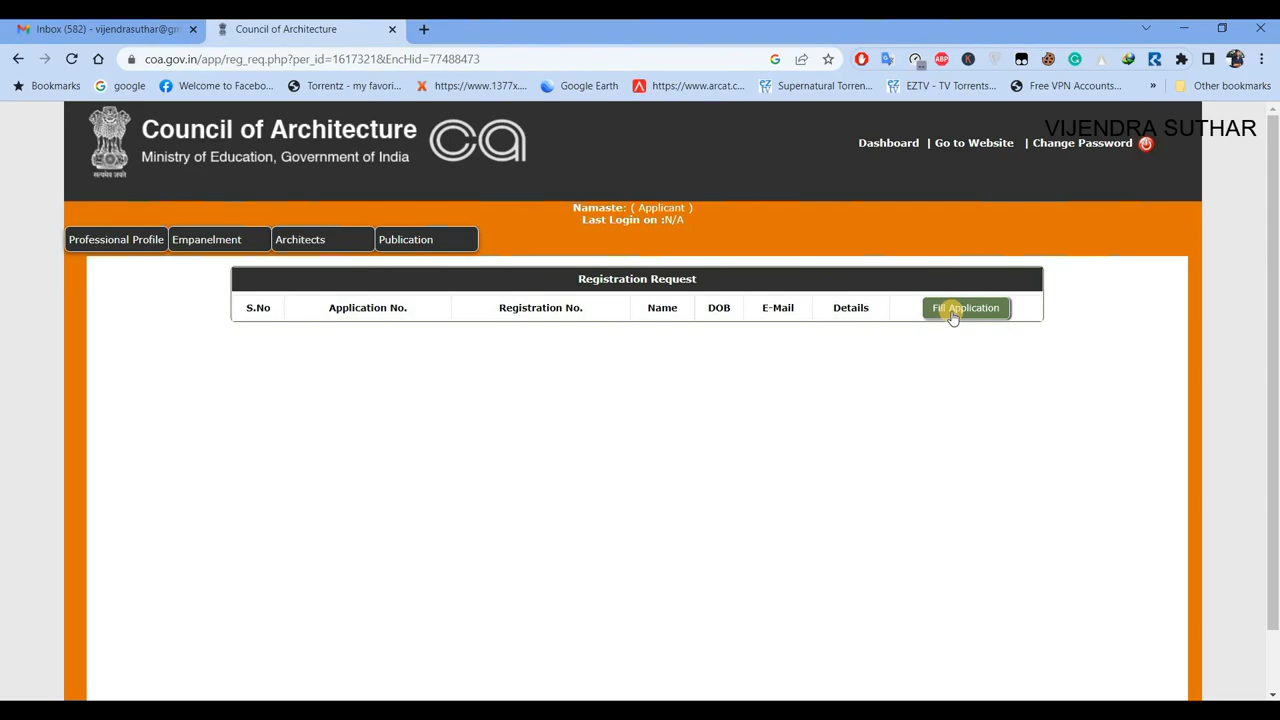 Inbox (582) - vijendrasuthar@gm
Council of Architecture
coa.gov.in/app/reg_req.php?per_id=1617321&EncHid=77488473
Bookmarks
google
Welcome to Facebo...
Torrentz - my favori...
https://www.1377x....
Google Earth
https://www.arcat.c...
Supernatural Torren...
EZTV - TV Torrents...
Free VPN Accounts...
»
Other bookmarks
Council of Architecture
Ministry of Education, Government of India
ca
सत्यमेव जयते
VIJENDRA SUTHAR
Dashboard | Go to Website | Change Password
Namaste: ( Applicant )
Last Login on :N/A
Professional Profile
Empanelment
Architects
Publication
Registration Request
S.No
Application No.
Registration No.
Name
DOB
E-Mail
Details
Fill Application